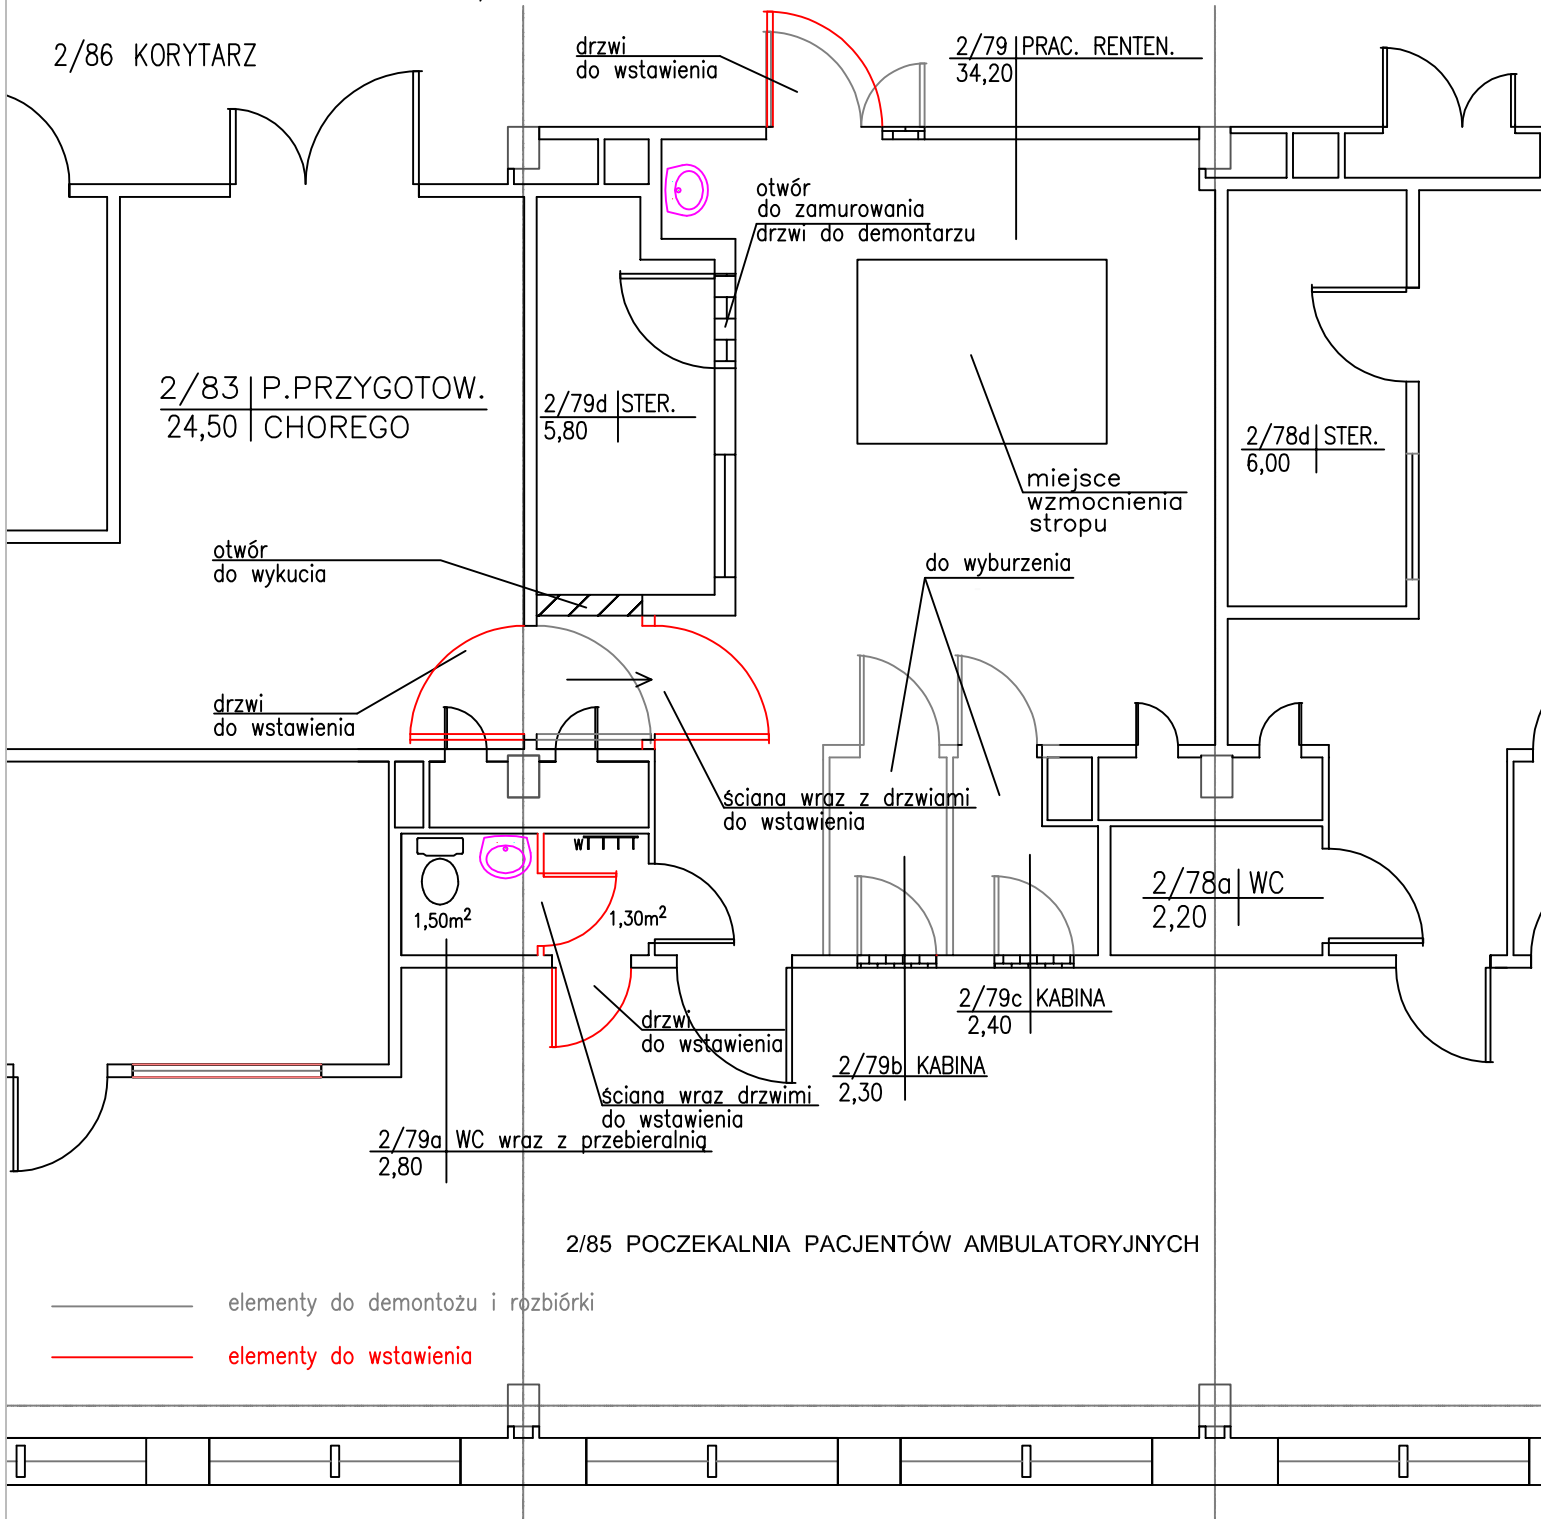 2/86 KORYTARZ
drzwi
do wstawienia
2/79 PRAC. RENTEN.
34,20
otwór
do zamurowania
drzwi do demontarzu
2/83 P.PRZYGOTOW.
24,50 CHOREGO
2/79d STER.
5,80
2/78d STER.
6,00
miejsce
wzmocnienia
stropu
otwór
do wykucia
do wyburzenia
drzwi
do wstawienia
ściana wraz z drzwiami
do wstawienia
W
1,50m²
1,30m²
2/78a WC
2,20
2/79c KABINA
2,40
drzwi
do wstawienia
2/79b KABINA
2,30
ściana wraz drzwimi
do wstawienia
2/79a WC wraz z przebieralnią
2,80
2/85 POCZEKALNIA PACJENTÓW AMBULATORYJNYCH
elementy do demontożu i rozbiórki
elementy do wstawienia